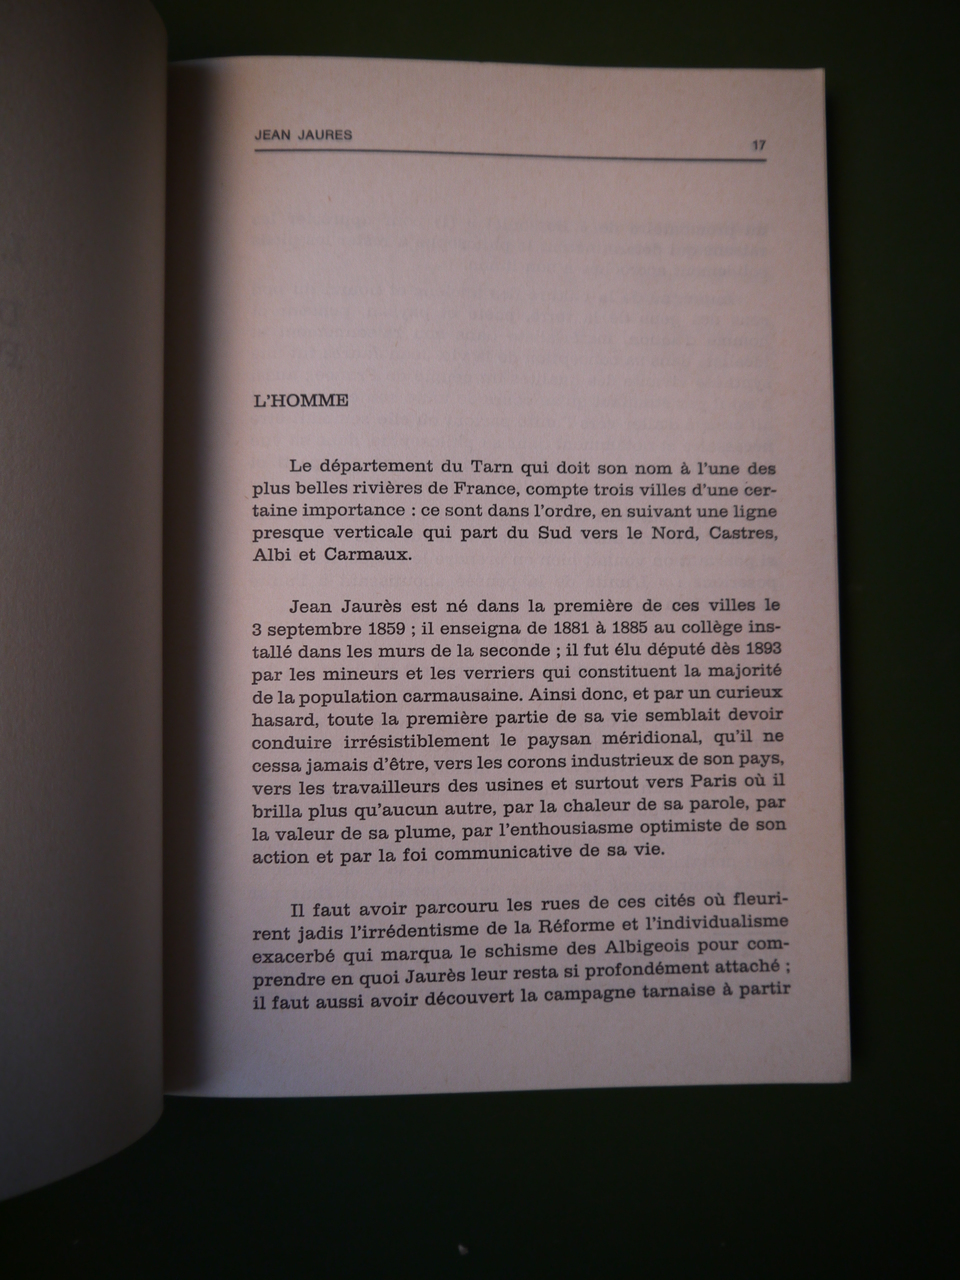 JEAN JAURES
17
L'HOMME
Le département du Tarn qui doit son nom à l'une des
plus belles rivières de France, compte trois villes d'une cer-
taine importance : ce sont dans l'ordre, en suivant une ligne
presque verticale qui part du Sud vers le Nord, Castres,
Albi et Carmaux.
Jean Jaurès est né dans la première de ces villes le
3 septembre 1859 ; il enseigna de 1881 à 1885 au collège ins-
tallé dans les murs de la seconde ; il fut élu député dès 1893
par les mineurs et les verriers qui constituent la majorité
de la population carmausaine. Ainsi donc, et par un curieux
hasard, toute la première partie de sa vie semblait devoir
conduire irrésistiblement le paysan méridional, qu'il ne
cessa jamais d'être, vers les corons industrieux de son pays,
vers les travailleurs des usines et surtout vers Paris où il
brilla plus qu'aucun autre, par la chaleur de sa parole, par
la valeur de sa plume, par l'enthousiasme optimiste de son
action et par la foi communicative de sa vie.
Il faut avoir parcouru les rues de ces cités où fleuri-
rent jadis l'irrédentisme de la Réforme et l'individualisme
exacerbé qui marqua le schisme des Albigeois pour com-
prendre en quoi Jaurès leur resta si profondément attaché ;
il faut aussi avoir découvert la campagne tarnaise à partir